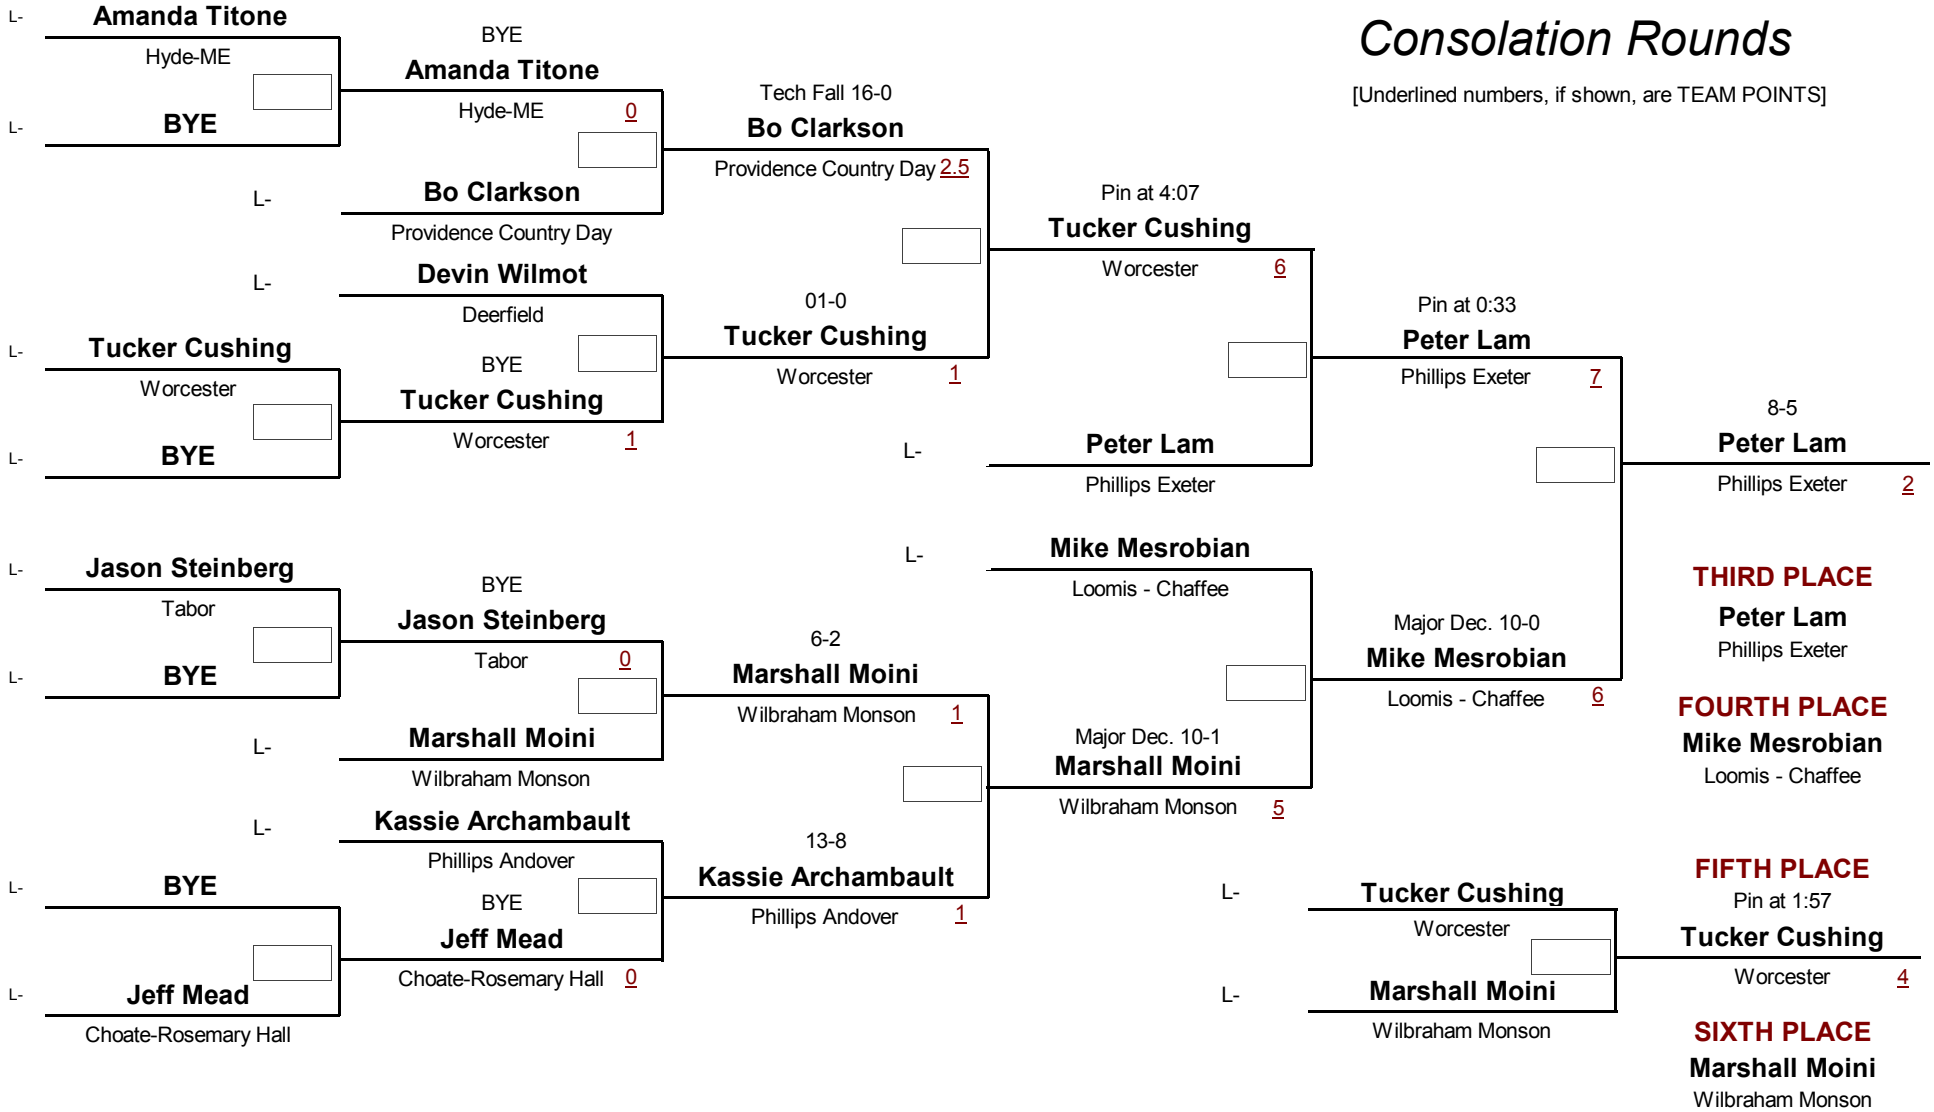 Consolation Rounds
[Underlined numbers, if shown, are TEAM POINTS]
L-
Amanda Titone
Hyde-ME
L-
BYE
BYE
Amanda Titone
Hyde-ME
0
L-
Bo Clarkson
Providence Country Day
Tech Fall 16-0
Bo Clarkson
Providence Country Day
2.5
L-
Devin Wilmot
Deerfield
L-
Tucker Cushing
Worcester
L-
BYE
BYE
Tucker Cushing
Worcester
1
01-0
Tucker Cushing
Worcester
1
Pin at 4:07
Tucker Cushing
Worcester
6
L-
Peter Lam
Phillips Exeter
Pin at 0:33
Peter Lam
Phillips Exeter
7
8-5
Peter Lam
Phillips Exeter
2
L-
Jason Steinberg
Tabor
L-
BYE
BYE
Jason Steinberg
Tabor
0
L-
Marshall Moini
Wilbraham Monson
6-2
Marshall Moini
Wilbraham Monson
1
L-
Kassie Archambault
Phillips Andover
L-
BYE
L-
Jeff Mead
Choate-Rosemary Hall
BYE
Jeff Mead
Choate-Rosemary Hall
0
13-8
Kassie Archambault
Phillips Andover
1
L-
Mike Mesrobian
Loomis - Chaffee
Major Dec. 10-1
Marshall Moini
Wilbraham Monson
5
Major Dec. 10-0
Mike Mesrobian
Loomis - Chaffee
6
THIRD PLACE
Peter Lam
Phillips Exeter
FOURTH PLACE
Mike Mesrobian
Loomis - Chaffee
L-
Tucker Cushing
Worcester
L-
Marshall Moini
Wilbraham Monson
FIFTH PLACE
Pin at 1:57
Tucker Cushing
Worcester
4
SIXTH PLACE
Marshall Moini
Wilbraham Monson